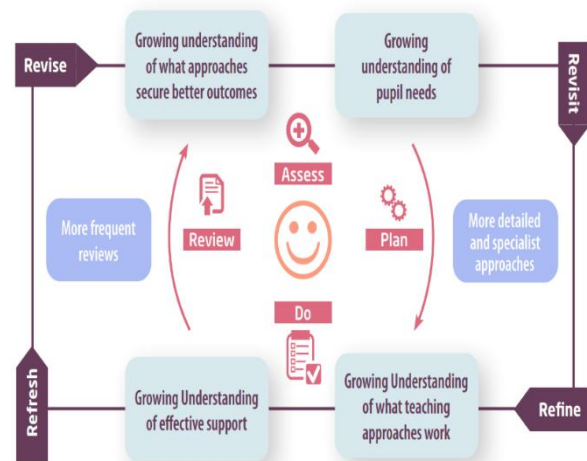 Revise
Growing understanding
of what approaches
secure better outcomes
Growing
understanding of
pupil needs
Revisit
Assess
More frequent
reviews
Review
Plan
More detailed
and specialist
approaches
Do
Refresh
Growing Understanding
of effective support
Growing Understanding
of what teaching
approaches work
Refine